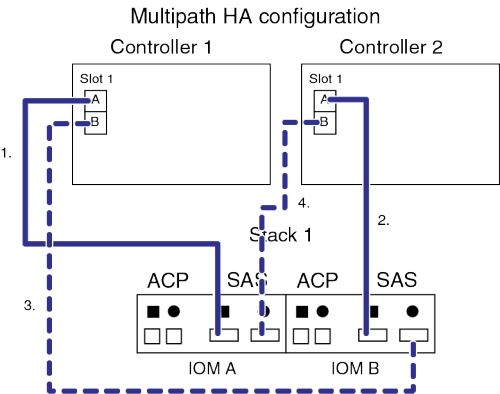 Multipath HA configuration
Controller 1
Controller 2
Slot 1
Slot 1
A
A
B
B
1.
4.
2.
Stack 1
ACP
SAS
ACP
SAS
3.
IOM A
IOM B